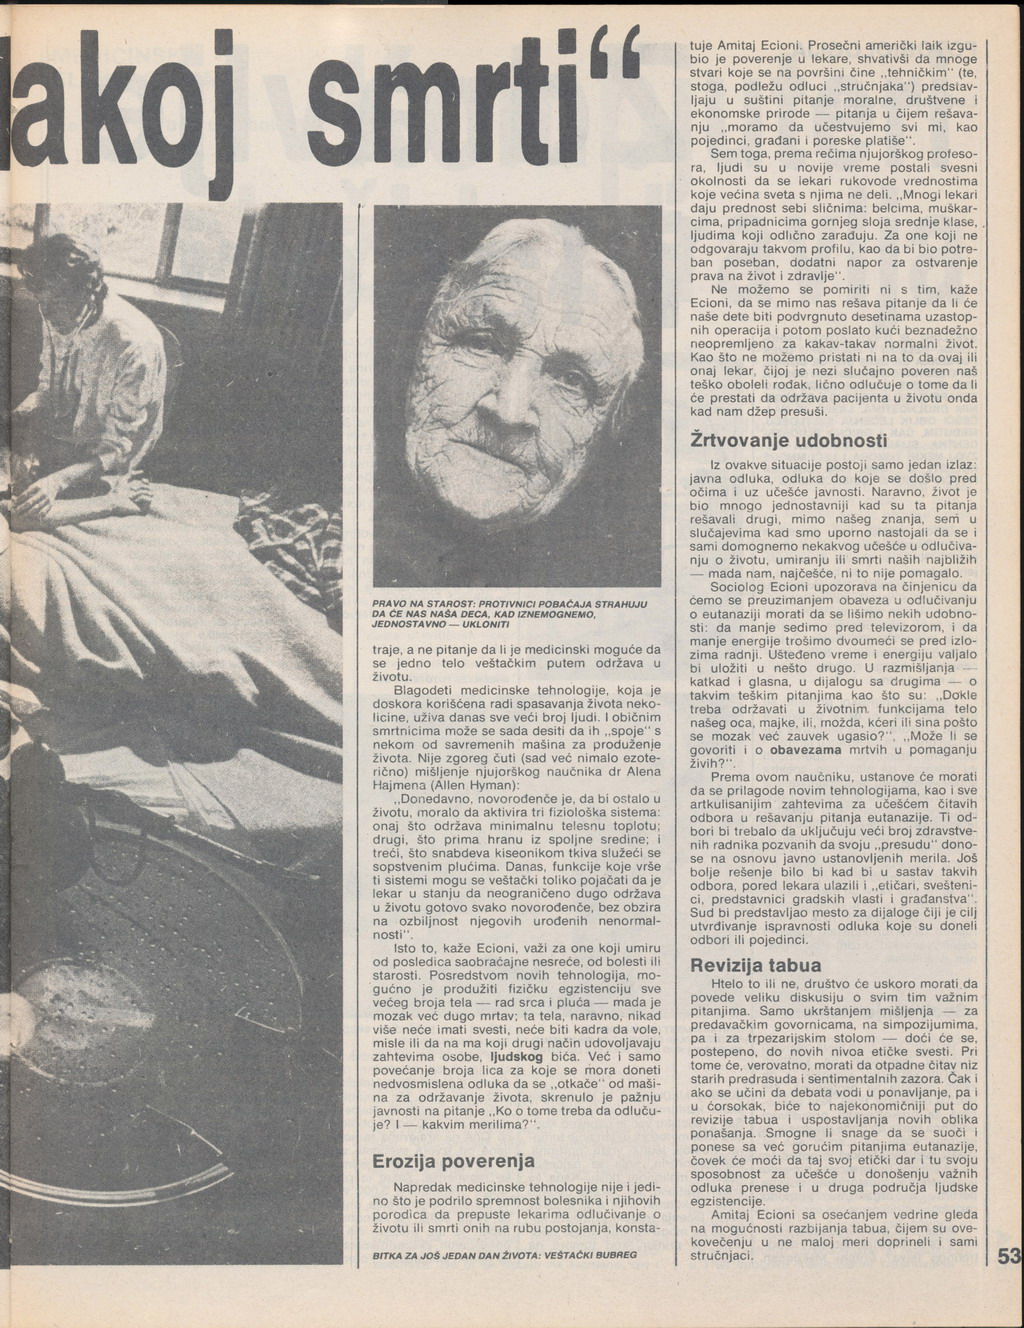 akoj smrti“
PRAVO NA STAROST: PROTIVNICI POBAČAJA STRAHUJU
DA ĆE NAS NAŠA DECA, KAD IZNEMOGNEMO,
JEDNOSTAVNO — UKLONITI
traje, a ne pitanje da li je medicinski moguće da
se jedno telo veštačkim putem održava u
životu.
Blagodeti medicinske tehnologije, koja je
doskora korišćena radi spasavanja života neko-
licine, uživa danas sve veći broj ljudi. I običnim
smrtnicima može se sada desiti da ih „spoje“ s
nekom od savremenih mašina za produženje
života. Nije zgoreg čuti (sad već nimalo ezote-
rično) mišljenje njujorškog naučnika dr Alena
Hajmena (Allen Hyman):
„Donedavno, novorođenče je, da bi ostalo u
životu, moralo da aktivira tri fiziološka sistema:
onaj što održava minimalnu telesnu toplotu;
drugi, što prima hranu iz spoljne sredine; i
treći, što snabdeva kiseonikom tkiva služeći se
sopstvenim plućima. Danas, funkcije koje vrše
ti sistemi mogu se veštački toliko pojačati da je
lekar u stanju da neograničeno dugo održava
u životu gotovo svako novorođenče, bez obzira
na ozbiljnost njegovih urođenih nenormal-
nosti“.
Isto to, kaže Ecioni, važi za one koji umiru
od posledica saobraćajne nesreće, od bolesti ili
starosti. Posredstvom novih tehnologija, mo-
gućno je produžiti fizičku egzistenciju sve
većeg broja tela — rad srca i pluća — mada je
mozak već dugo mrtav; ta tela, naravno, nikad
više neće imati svesti, neće biti kadra da vole,
misle ili da na ma koji drugi način udovoljavaju
zahtevima osobe, ljudskog bića. Već i samo
povećanje broja lica za koje se mora doneti
nedvosmislena odluka da se „otkače“ od maši-
na za održavanje života, skrenulo je pažnju
javnosti na pitanje „Ko o tome treba da odluču-
je? I — kakvim merilima?“.
Erozija poverenja
Napredak medicinske tehnologije nije i jedi-
no što je podrilo spremnost bolesnika i njihovih
porodica da prepuste lekarima odlučivanje o
životu ili smrti onih na rubu postojanja, konsta-
BITKA ZA JOŠ JEDAN DAN ŽIVOTA: VEŠTAČKI BUBREG
tuje Amitaj Ecioni. Prosečni američki laik izgu-
bio je poverenje u lekare, shvativši da mnoge
stvari koje se na površini čine „tehničkim“ (te,
stoga, podležu odluci „stručnjaka“) predstav-
ljaju u suštini pitanje moralne, društvene i
ekonomske prirode — pitanja u čijem rešava-
nju „moramo da učestvujemo svi mi, kao
pojedinci, građani i poreske platiše“.
Sem toga, prema rečima njujorškog profeso-
ra, ljudi su u novije vreme postali svesni
okolnosti da se lekari rukovode vrednostima
koje većina sveta s njima ne deli. „Mnogi lekari
daju prednost sebi sličnima: belcima, muškar-
cima, pripadnicima gornjeg sloja srednje klase,
ljudima koji odlično zarađuju. Za one koji ne
odgovaraju takvom profilu, kao da bi bio potre-
ban poseban, dodatni napor za ostvarenje
prava na život i zdravlje“.
Ne možemo se pomiriti ni s tim, kaže
Ecioni, da se mimo nas rešava pitanje da li će
naše dete biti podvrgnuto desetinama uzastop-
nih operacija i potom poslato kući beznadežno
neopremljeno za kakav-takav normalni život.
Kao što ne možemo pristati ni na to da ovaj ili
onaj lekar, čijoj je nezi slučajno poveren naš
teško oboleli rođak, lično odlučuje o tome da li
će prestati da održava pacijenta u životu onda
kad nam džep presuši.
Žrtvovanje udobnosti
Iz ovakve situacije postoji samo jedan izlaz:
javna odluka, odluka do koje se došlo pred
očima i uz učešće javnosti. Naravno, život je
bio mnogo jednostavniji kad su ta pitanja
rešavali drugi, mimo našeg znanja, sem u
slučajevima kad smo uporno nastojali da se i
sami domognemo nekakvog učešće u odlučiva-
nju o životu, umiranju ili smrti naših najbližih
— mada nam, najčešće, ni to nije pomagalo.
Sociolog Ecioni upozorava na činjenicu da
ćemo se preuzimanjem obaveza u odlučivanju
o eutanaziji morati da se lišimo nekih udobno-
sti: da manje sedimo pred televizorom, i da
manje energije trošimo dvoumeći se pred izlo-
zima radnji. Ušteđeno vreme i energiju valjalo
bi uložiti u nešto drugo. U razmišljanja —
katkad i glasna, u dijalogu sa drugima — o
takvim teškim pitanjima kao što su: „Dokle
treba održavati u životnim funkcijama telo
našeg oca, majke, ili, možda, kćeri ili sina pošto
se mozak već zauvek ugasio?“, „Može li se
govoriti i o obavezama mrtvih u pomaganju
živih?“.
Prema ovom naučniku, ustanove će morati
da se prilagode novim tehnologijama, kao i sve
artkulisanijim zahtevima za učešćem čitavih
odbora u rešavanju pitanja eutanazije. Ti od-
bori bi trebalo da uključuju veći broj zdravstve-
nih radnika pozvanih da svoju „presudu“ dono-
se na osnovu javno ustanovljenih merila. Još
bolje rešenje bilo bi kad bi u sastav takvih
odbora, pored lekara ulazili i „etičari, svešteni-
ci, predstavnici gradskih vlasti i građanstva“.
Sud bi predstavljao mesto za dijaloge čiji je cilj
utvrđivanje ispravnosti odluka koje su doneli
odbori ili pojedinci.
Revizija tabua
Htelo to ili ne, društvo će uskoro morati da
povede veliku diskusiju o svim tim važnim
pitanjima. Samo ukrštanjem mišljenja — za
predavačkim govornicama, na simpozijumima,
pa i za trpezarijskim stolom — doći će se,
postepeno, do novih nivoa etičke svesti. Pri
tome će, verovatno, morati da otpadne čitav niz
starih predrasuda i sentimentalnih zazora. Čak i
ako se učini da debata vodi u ponavljanje, pa i
u ćorsokak, biće to najekonomičniji put do
revizije tabua i uspostavljanja novih oblika
ponašanja. Smogne li snage da se suoči i
ponese sa već gorućim pitanjima eutanazije,
čovek će moći da taj svoj etički dar i tu svoju
sposobnost za učešće u donošenju važnih
odluka prenese i u druga područja ljudske
egzistencije.
Amitaj Ecioni sa osećanjem vedrine gleda
na mogućnosti razbijanja tabua, čijem su ove-
kovečenju u ne maloj meri doprineli i sami
stručnjaci.
53